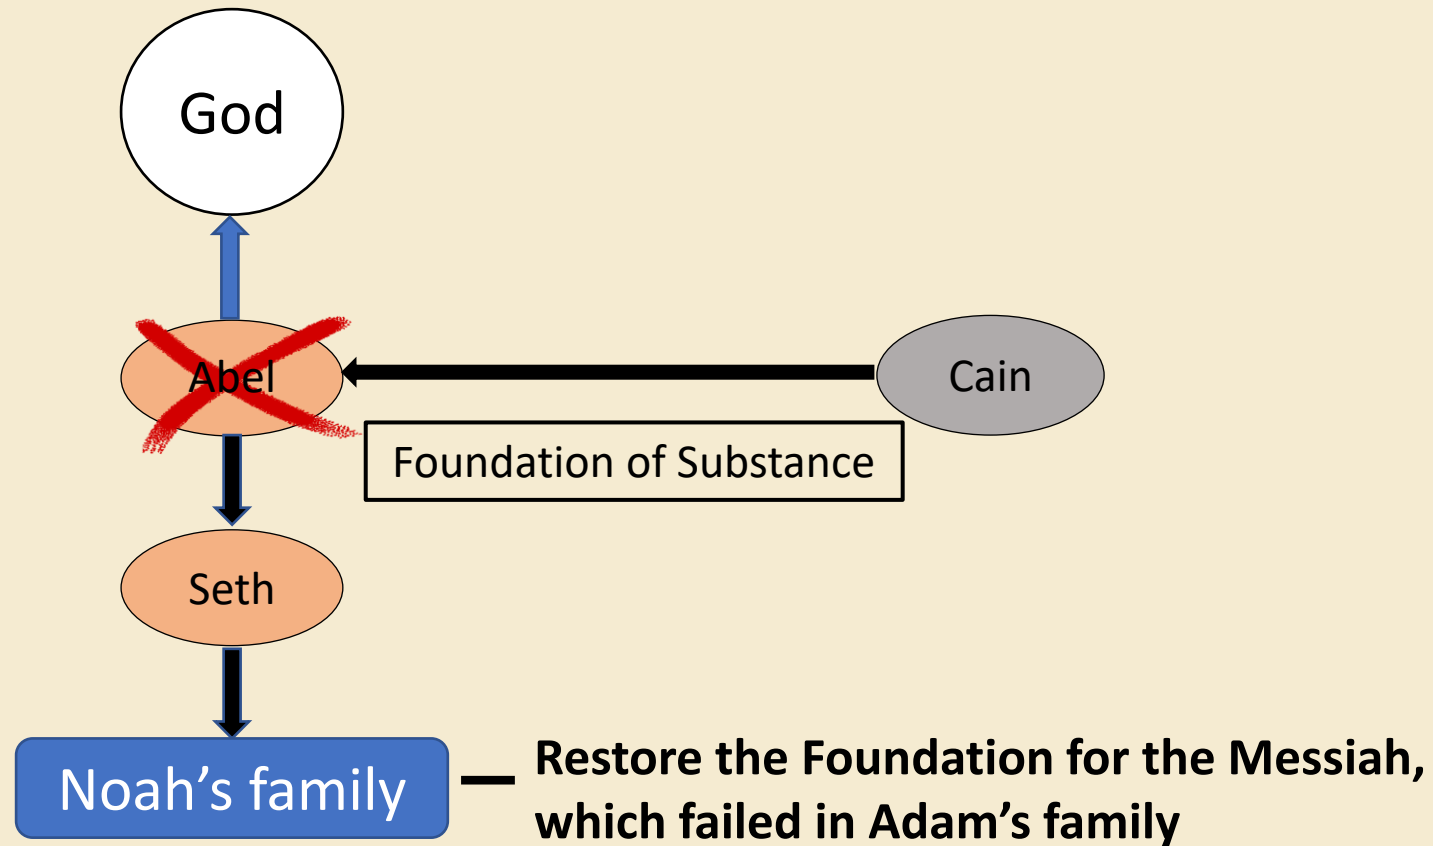 God
Abel
Cain
Foundation of Substance
Seth
Noah’s family
Restore the Foundation for the Messiah,
which failed in Adam’s family